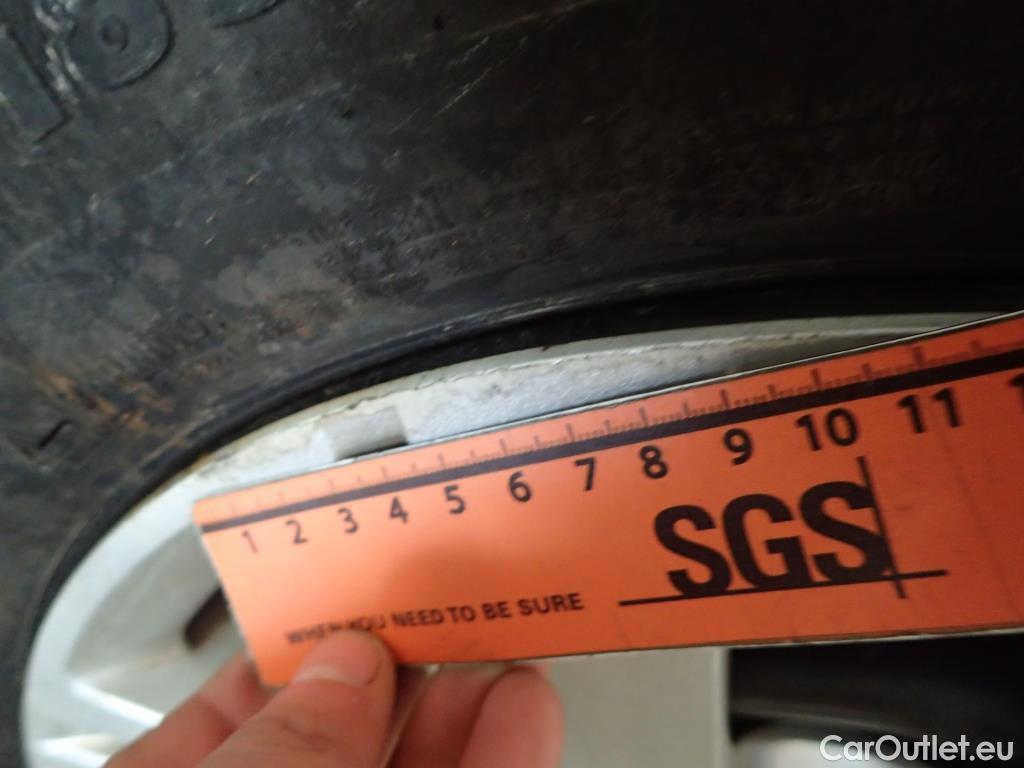 1 2 3 4 5 6 7 8 9 10 11
SGS
WHEN YOU NEED TO BE SURE
CarOutlet.eu